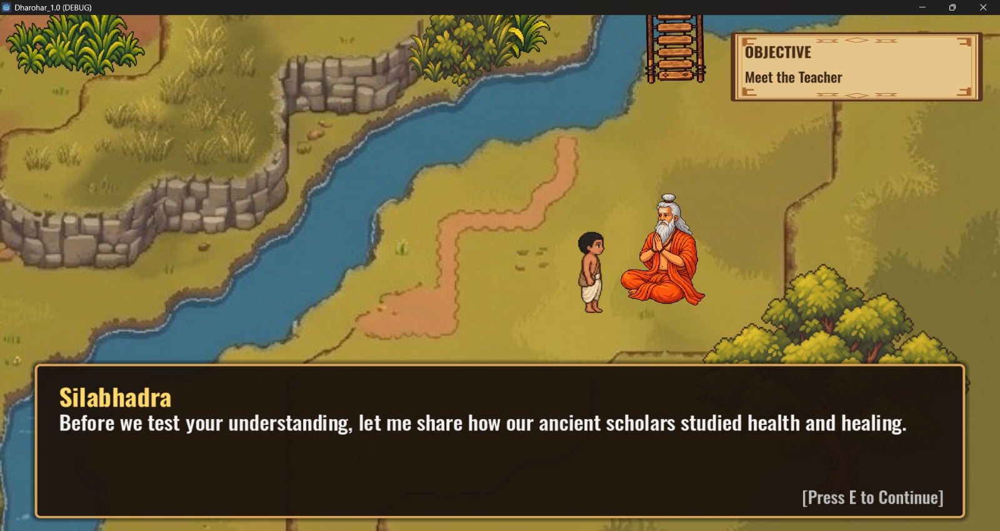 Dharohar_1.0 (DEBUG)
OBJECTIVE
Meet the Teacher
Silabhadra
Before we test your understanding, let me share how our ancient scholars studied health and healing.
[Press E to Continue]